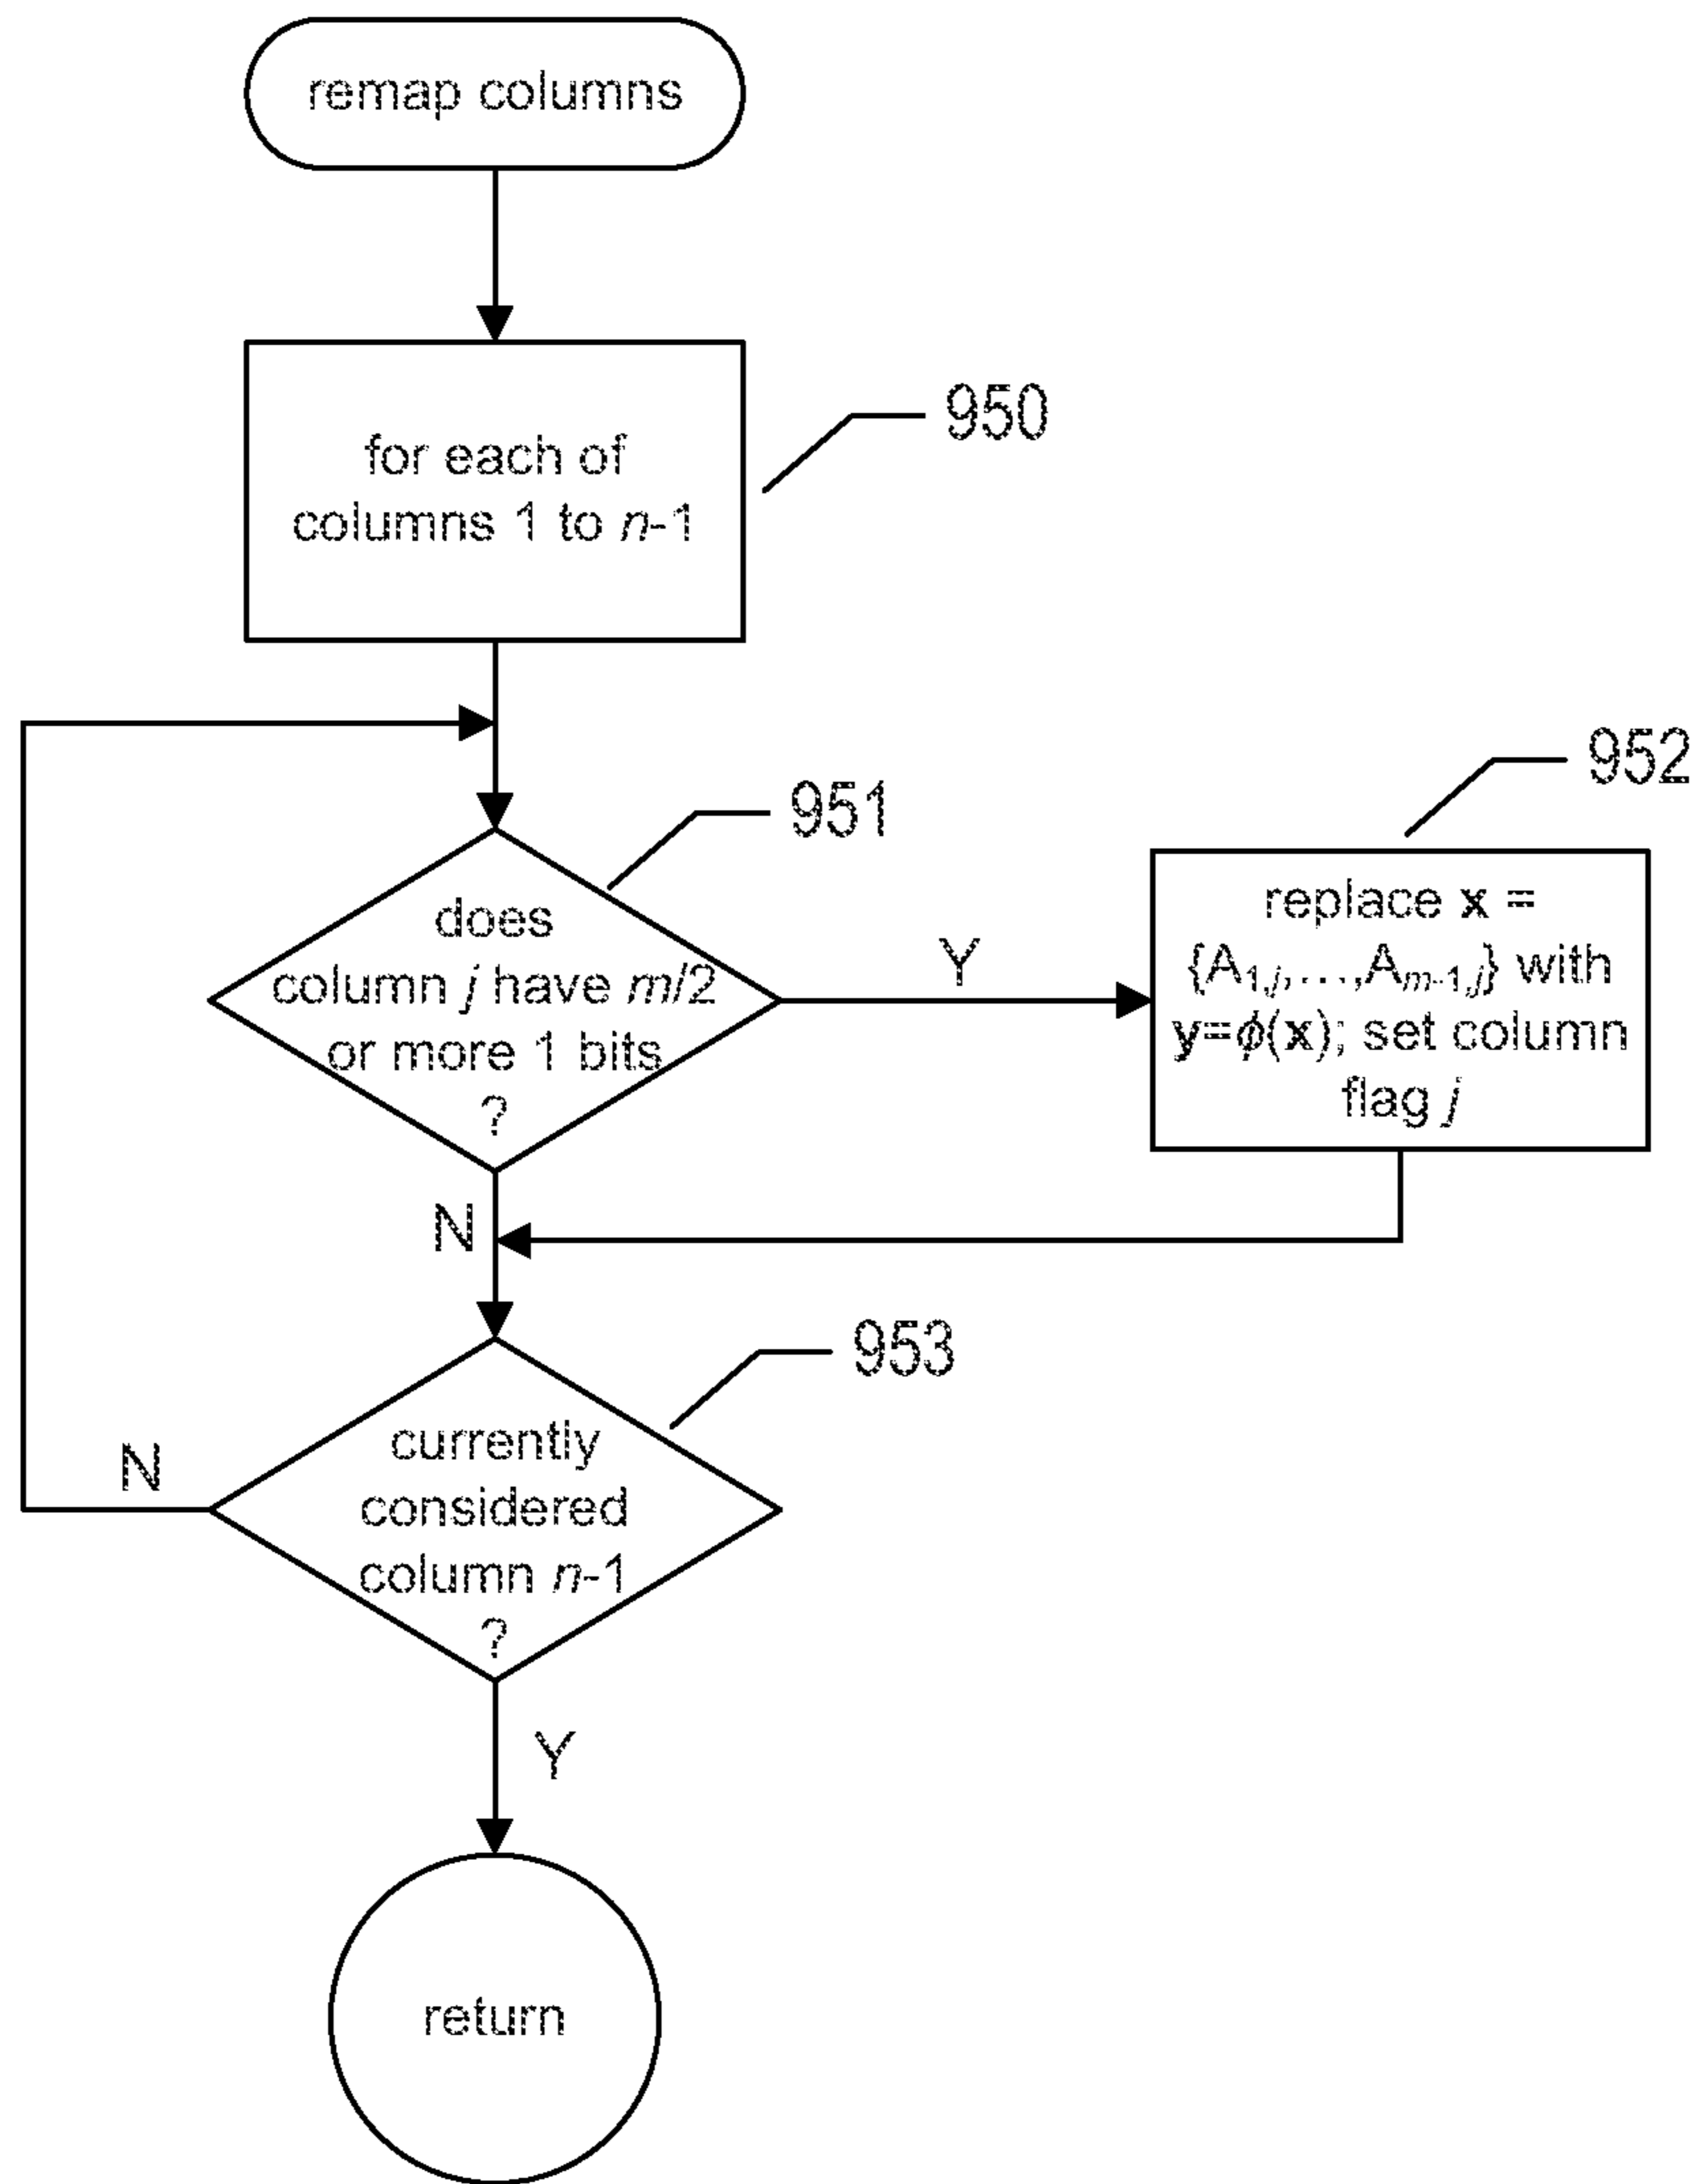 remap columns
for each of
columns 1 to n-1
950
951
952
does
column j have m/2
or more 1 bits
?
Y
replace x =
{A1,j,…,Am-1,j} with
y=ϕ(x); set column
flag j
N
953
currently
considered
column n-1
?
N
Y
return